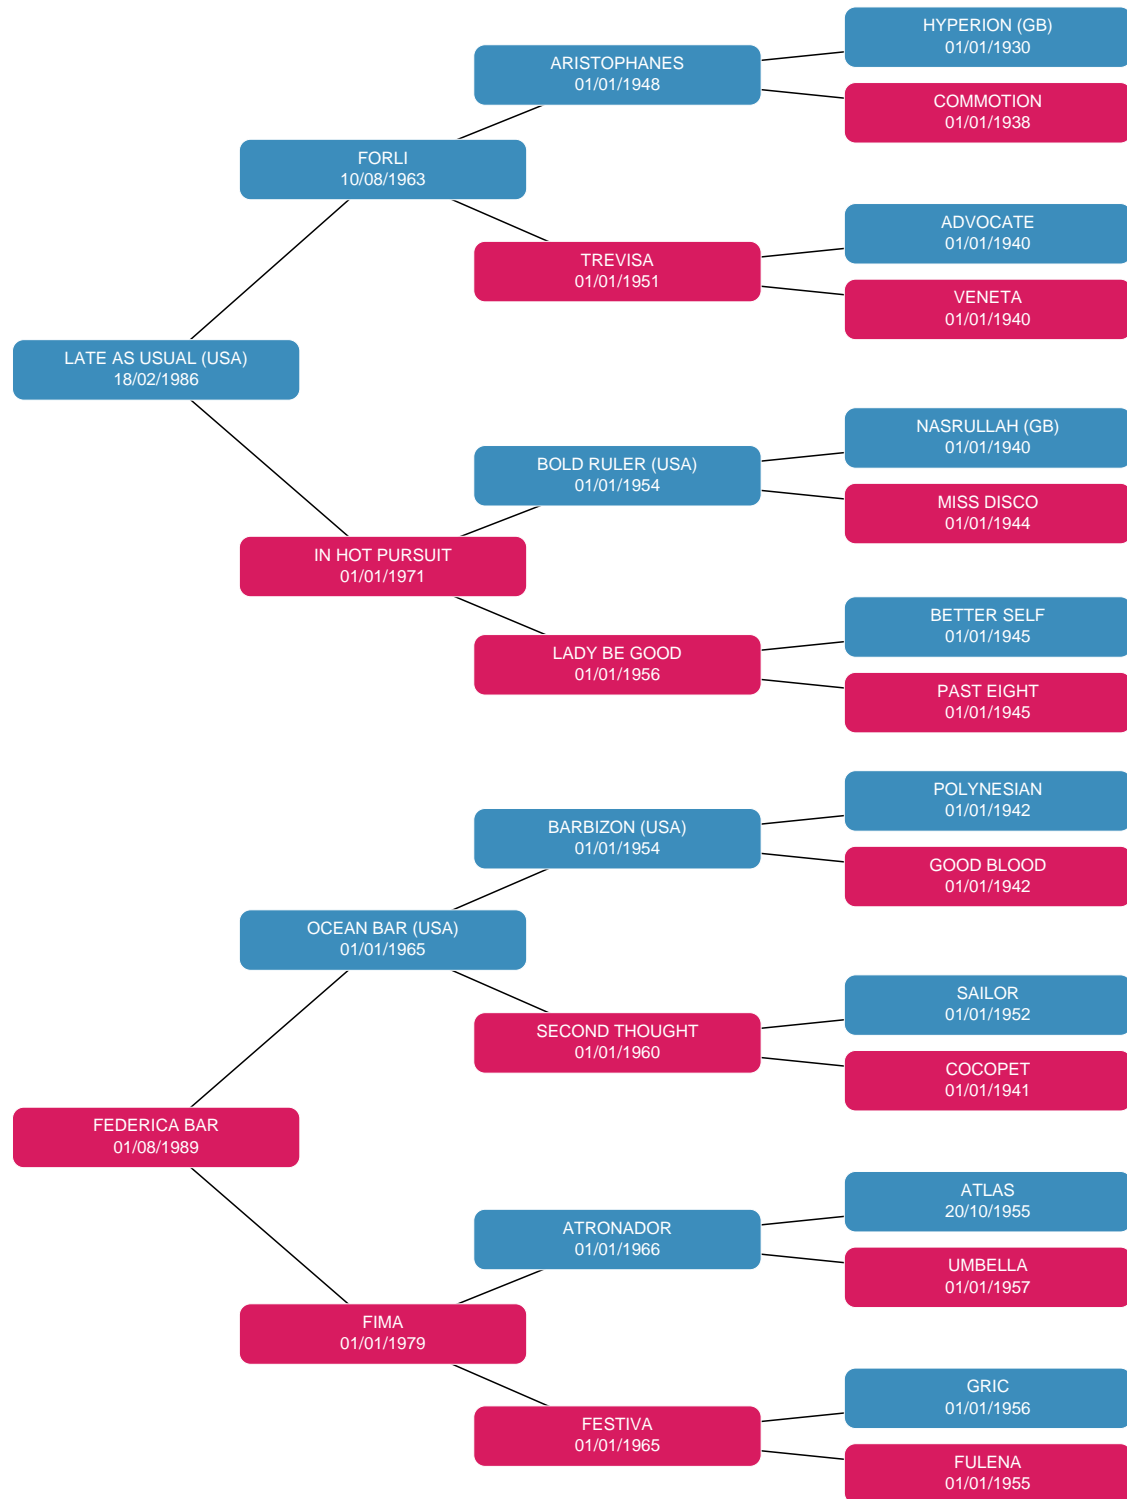 HYPERION (GB)
01/01/1930
ARISTOPHANES
01/01/1948
COMMOTION
01/01/1938
FORLI
10/08/1963
ADVOCATE
01/01/1940
TREVISA
01/01/1951
VENETA
01/01/1940
LATE AS USUAL (USA)
18/02/1986
NASRULLAH (GB)
01/01/1940
BOLD RULER (USA)
01/01/1954
MISS DISCO
01/01/1944
IN HOT PURSUIT
01/01/1971
BETTER SELF
01/01/1945
LADY BE GOOD
01/01/1956
PAST EIGHT
01/01/1945
POLYNESIAN
01/01/1942
BARBIZON (USA)
01/01/1954
GOOD BLOOD
01/01/1942
OCEAN BAR (USA)
01/01/1965
SAILOR
01/01/1952
SECOND THOUGHT
01/01/1960
COCOPET
01/01/1941
FEDERICA BAR
01/08/1989
ATLAS
20/10/1955
ATRONADOR
01/01/1966
UMBELLA
01/01/1957
FIMA
01/01/1979
GRIC
01/01/1956
FESTIVA
01/01/1965
FULENA
01/01/1955